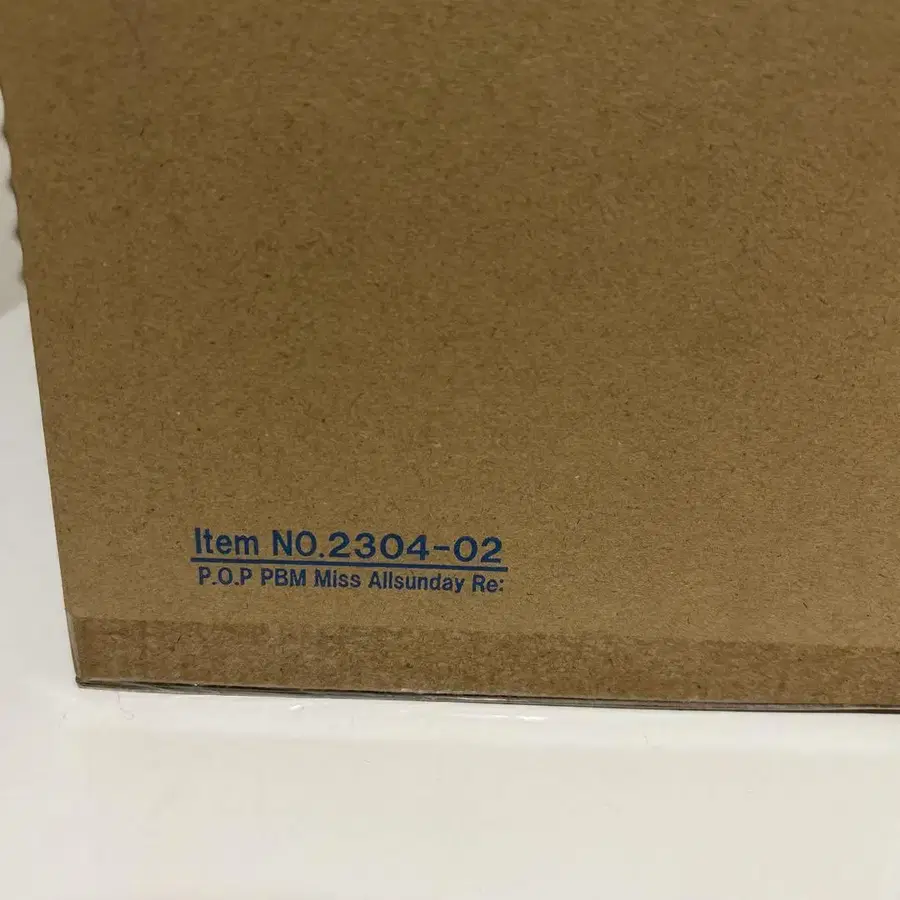 Item NO.2304-02
P.O.P PBM Miss Allsunday Re: